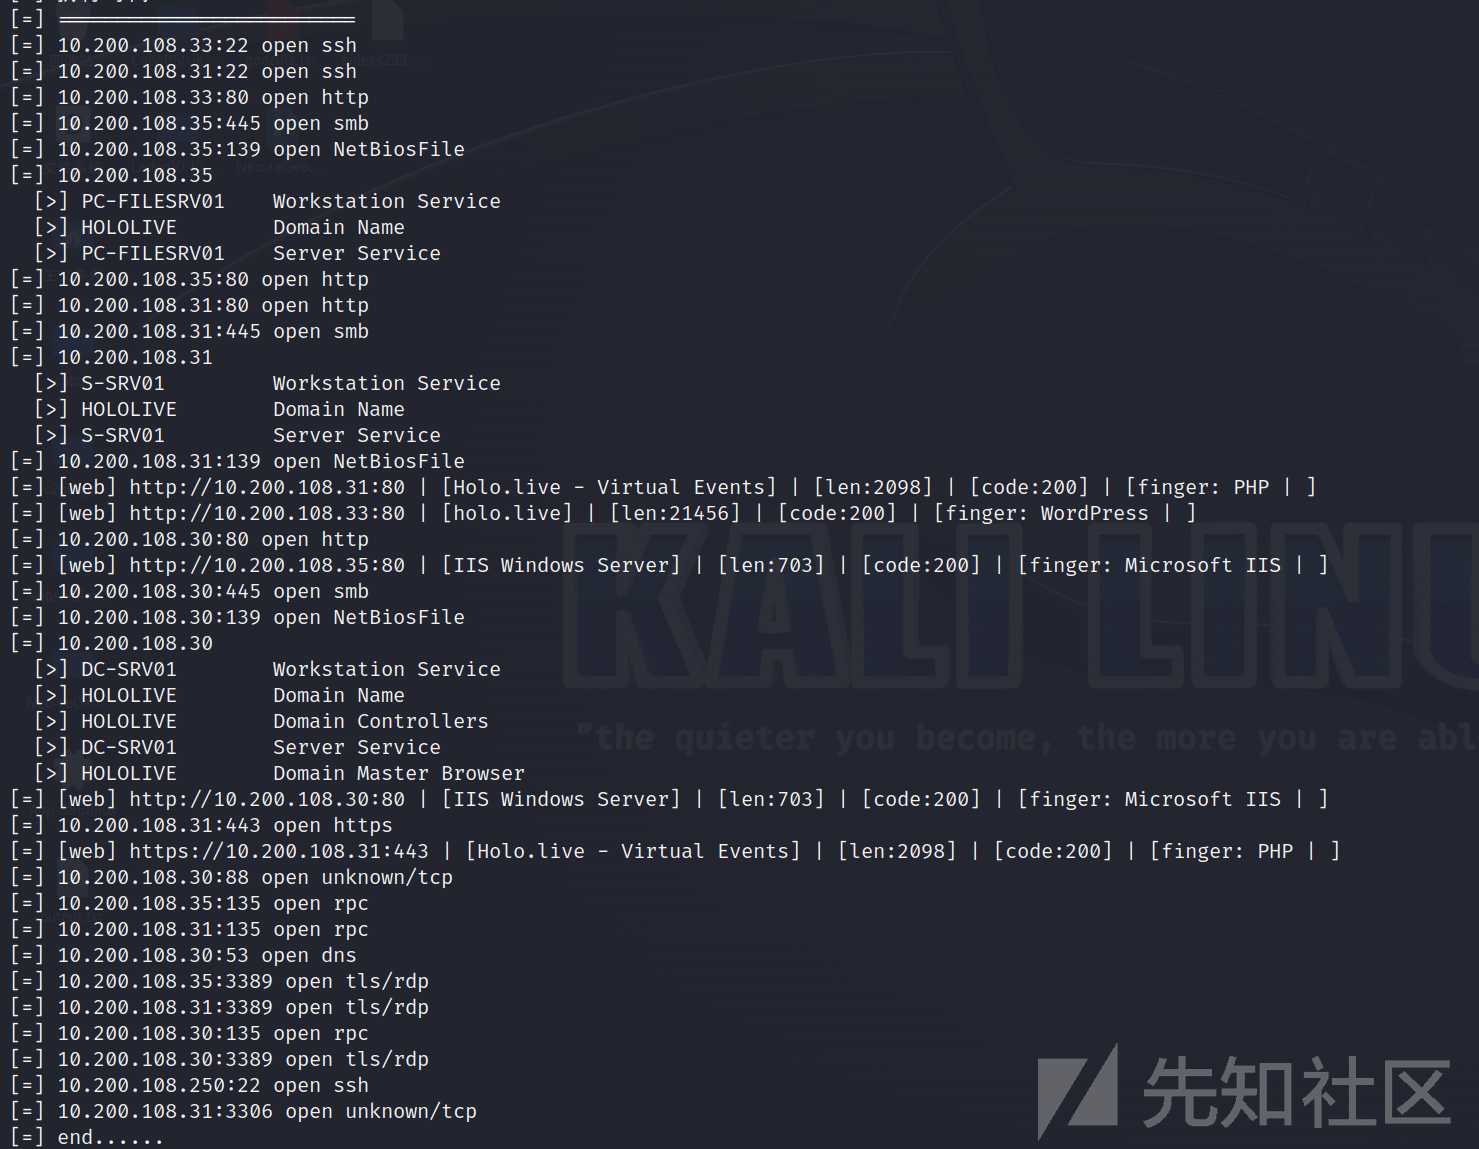 [=] ═════════════════════════
[=] 10.200.108.33:22 open ssh
[=] 10.200.108.31:22 open ssh
[=] 10.200.108.33:80 open http
[=] 10.200.108.35:445 open smb
[=] 10.200.108.35:139 open NetBiosFile
[=] 10.200.108.35
[>] PC-FILESRV01    Workstation Service
[>] HOLOLIVE        Domain Name
[>] PC-FILESRV01    Server Service
[=] 10.200.108.35:80 open http
[=] 10.200.108.31:80 open http
[=] 10.200.108.31:445 open smb
[=] 10.200.108.31
[>] S-SRV01         Workstation Service
[>] HOLOLIVE        Domain Name
[>] S-SRV01         Server Service
[=] 10.200.108.31:139 open NetBiosFile
[=] [web] http://10.200.108.31:80 | [Holo.live - Virtual Events] | [len:2098] | [code:200] | [finger: PHP | ]
[=] [web] http://10.200.108.33:80 | [holo.live] | [len:21456] | [code:200] | [finger: WordPress | ]
[=] 10.200.108.30:80 open http
[=] [web] http://10.200.108.35:80 | [IIS Windows Server] | [len:703] | [code:200] | [finger: Microsoft IIS | ]
[=] 10.200.108.30:445 open smb
[=] 10.200.108.30:139 open NetBiosFile
[=] 10.200.108.30
[>] DC-SRV01        Workstation Service
[>] HOLOLIVE        Domain Name
[>] HOLOLIVE        Domain Controllers
[>] DC-SRV01        Server Service
[>] HOLOLIVE        Domain Master Browser
[=] [web] http://10.200.108.30:80 | [IIS Windows Server] | [len:703] | [code:200] | [finger: Microsoft IIS | ]
[=] 10.200.108.31:443 open https
[=] [web] https://10.200.108.31:443 | [Holo.live - Virtual Events] | [len:2098] | [code:200] | [finger: PHP | ]
[=] 10.200.108.30:88 open unknown/tcp
[=] 10.200.108.35:135 open rpc
[=] 10.200.108.31:135 open rpc
[=] 10.200.108.30:53 open dns
[=] 10.200.108.35:3389 open tls/rdp
[=] 10.200.108.31:3389 open tls/rdp
[=] 10.200.108.30:135 open rpc
[=] 10.200.108.30:3389 open tls/rdp
[=] 10.200.108.250:22 open ssh
[=] 10.200.108.31:3306 open unknown/tcp
[=] end......
KALI LINU
"the quieter you become, the more you are abl
先知社区